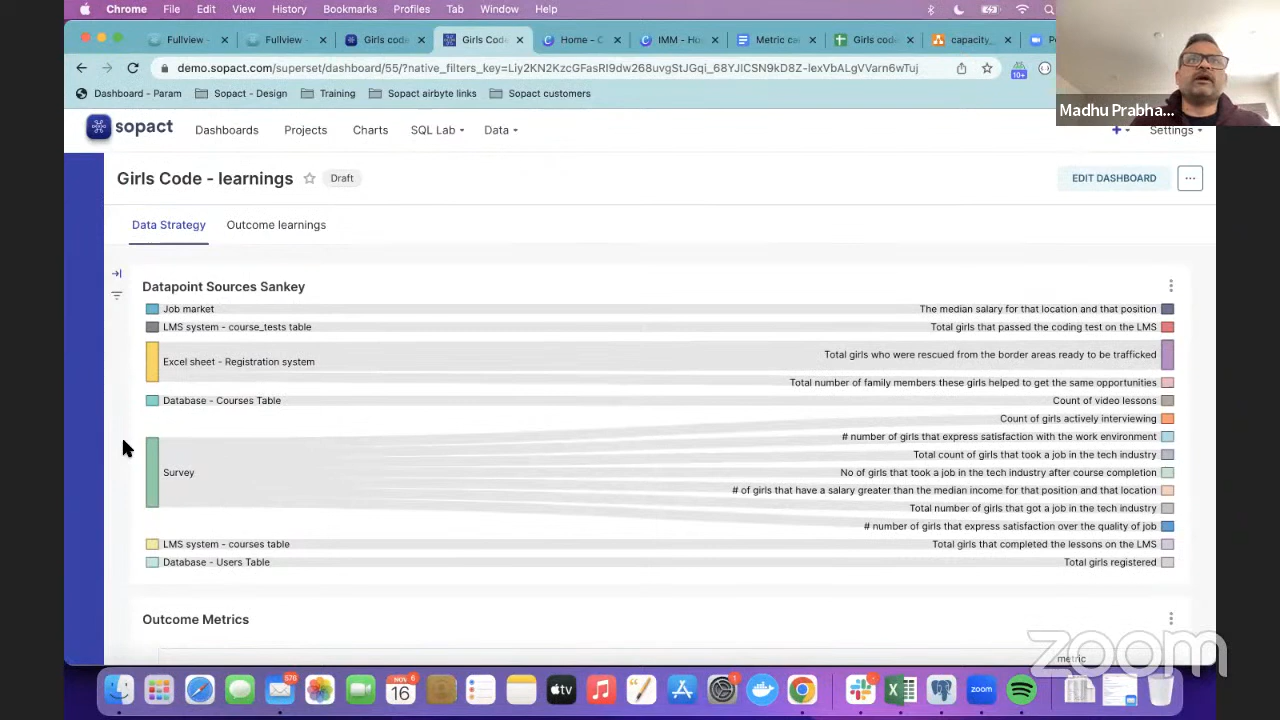 Chrome File Edit View History Bookmarks Profiles Tab Window Help
Fullview - Fullview - Girls code Girls Cod Home - C IMM - Ho Metric ca Girls code capacity_ Po
demo.sopact.com/superset/dashboard/55/?native_filters_key=Liy2KN2KzcGFasRI9dw268uvgStJGqi_68YJICSN9kD8Z-lexVbALgVVarn6wTuj
10+
Dashboard - Param Sopact - Design Training Sopact airbyte links Sopact customers
Madhu Prabha...
sopact Dashboards Projects Charts SQL Lab Data Settings
Girls Code - learnings Draft EDIT DASHBOARD
Data Strategy Outcome learnings
Datapoint Sources Sankey
Job market The median salary for that location and that position
LMS system - course_tests table Total girls that passed the coding test on the LMS
Excel sheet - Registration system Total girls who were rescued from the border areas ready to be trafficked
Total number of family members these girls helped to get the same opportunities
Database - Courses Table Count of video lessons
Count of girls actively interviewing
# number of girls that express satisfaction with the work environment
Total count of girls that took a job in the tech industry
Survey No of girls that took a job in the tech industry after course completion
# of girls that have a salary greater than the median income for that position and that location
Total number of girls that got a job in the tech industry
# number of girls that express satisfaction over the quality of job
LMS system - courses table Total girls that completed the lessons on the LMS
Database - Users Table Total girls registered
Outcome Metrics
metric
zoom
576
NOV 6
16
tv
1
zoom